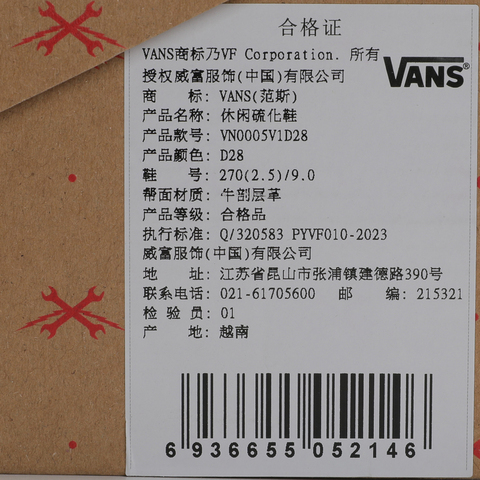 合格证
VANS商标乃VF Corporation. 所有
授权威富服饰(中国)有限公司
VANS
商 标: VANS(范斯)
产品名称: 休闲硫化鞋
产品款号: VN0005V1D28
产品颜色: D28
鞋 号: 270(2.5)/9.0
帮面材质: 牛剖层革
产品等级: 合格品
执行标准: Q/320583 PYVF010-2023
威富服饰(中国)有限公司
地 址: 江苏省昆山市张浦镇建德路390号
联系电话: 021-61705600 邮 编: 215321
检 验 员: 01
产 地: 越南
6 936655 052146